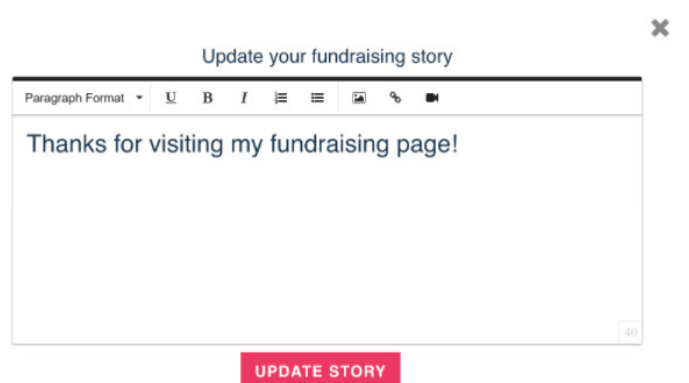 Update your fundraising story
Paragraph Format U B I
Thanks for visiting my fundraising page!
40
UPDATE STORY